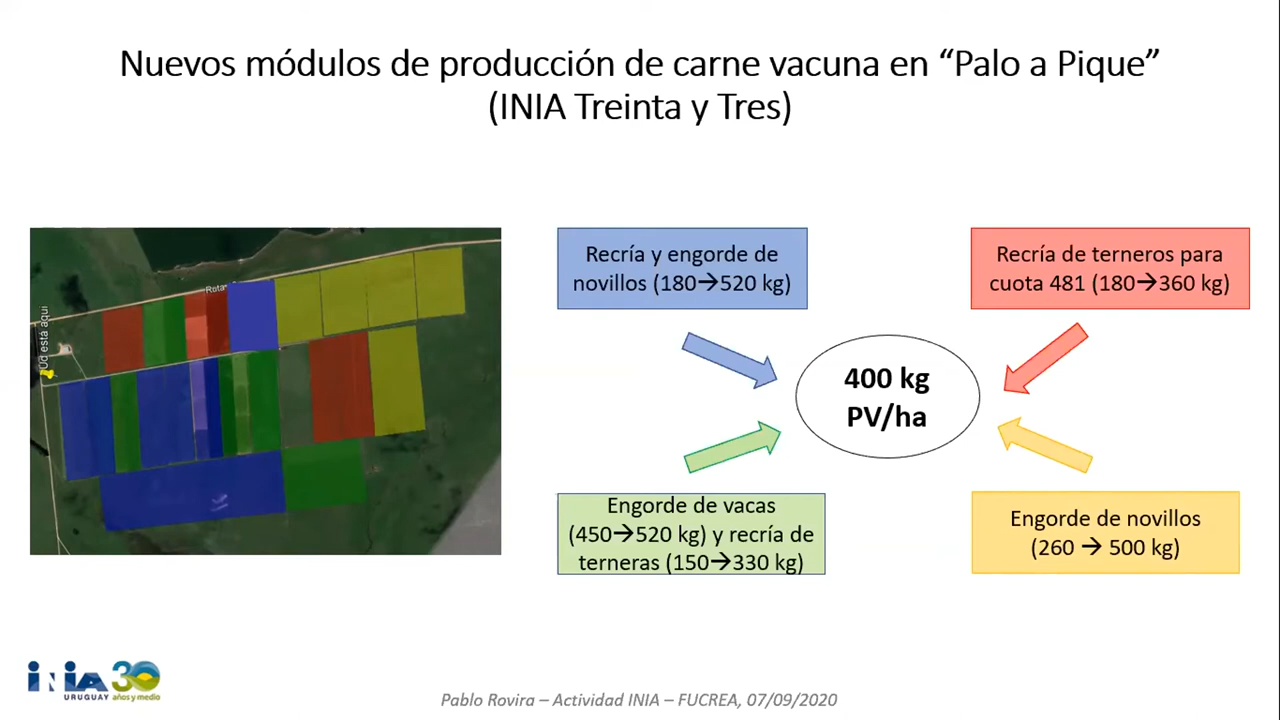 Nuevos módulos de producción de carne vacuna en “Palo a Pique”
(INIA Treinta y Tres)
Ud está aquí
Recría y engorde de
novillos (180→520 kg)
Recría de terneros para
cuota 481 (180→360 kg)
400 kg
PV/ha
Engorde de vacas
(450→520 kg) y recría de
terneras (150→330 kg)
Engorde de novillos
(260 → 500 kg)
INIA 30
URUGUAY años y medio
Pablo Rovira – Actividad INIA – FUCREA, 07/09/2020